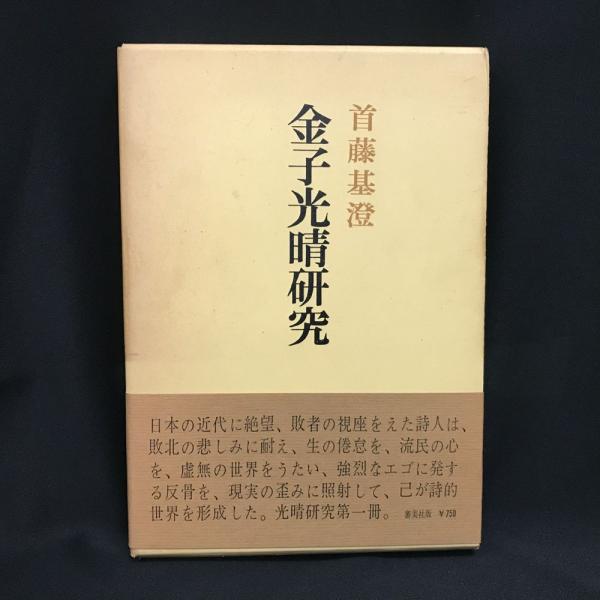 首藤基澄
金子光晴研究
日本の近代に絶望、敗者の視座をえた詩人は、
敗北の悲しみに耐え、生の倦怠を、流民の心
を、虚無の世界をうたい、強烈なエゴに発す
る反骨を、現実の歪みに照射して、己が詩的
世界を形成した。光晴研究第一冊。 審美社版 ¥750